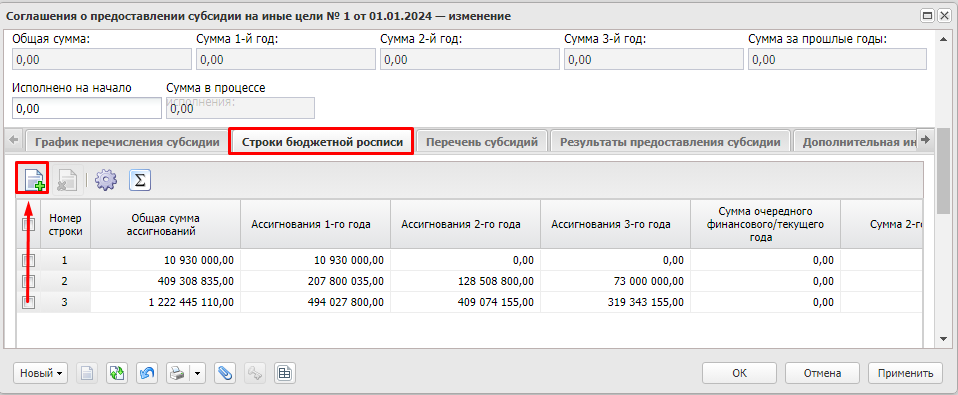 Соглашения о предоставлении субсидии на иные цели № 1 от 01.01.2024 — изменение
Общая сумма: Сумма 1-й год: Сумма 2-й год: Сумма 3-й год: Сумма за прошлые годы:
0,00 0,00 0,00 0,00 0,00
Исполнено на начало Сумма в процессе
исполнения:
0,00 0,00
График перечисления субсидии Строки бюджетной росписи Перечень субсидий Результаты предоставления субсидии Дополнительная ин
Номер строки Общая сумма ассигнований Ассигнования 1-го года Ассигнования 2-го года Ассигнования 3-го года Сумма очередного финансового/текущего года Сумма 2-г
1 10 930 000,00 10 930 000,00 0,00 0,00 0,00
2 409 308 835,00 207 800 035,00 128 508 800,00 73 000 000,00 0,00
3 1 222 445 110,00 494 027 800,00 409 074 155,00 319 343 155,00 0,00
Новый ОК Отмена Применить